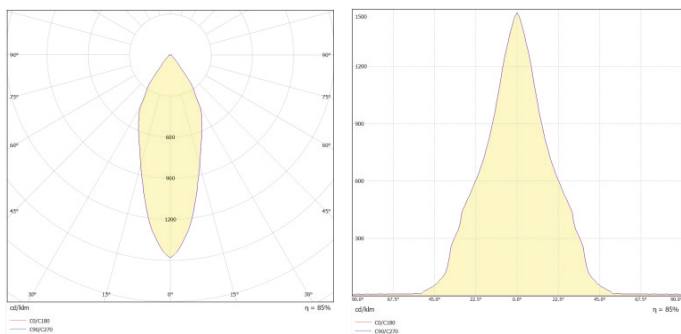 90° 90°
75° 75°
60° 60°
45° 45°
600
900
1200
30° 15° 0° 15° 30°
cd/klm η = 85%
C0/C180
C90/C270
1500
1200
900
600
300
90.0° 67.5° 45.0° 22.5° 0.0° 22.5° 45.0° 67.5° 90.0°
cd/klm η = 85%
C0/C180
C90/C270